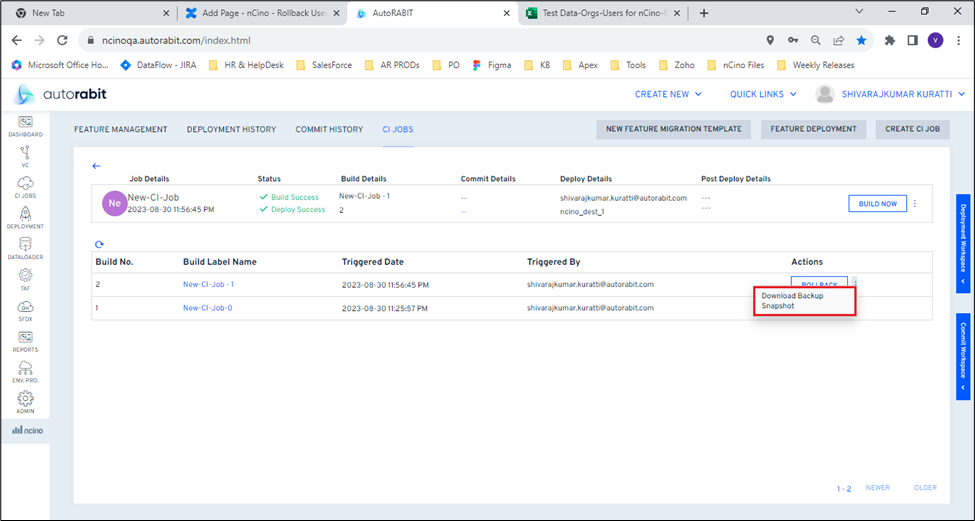 New Tab
Add Page - nCino - Rollback Use
AutoRABIT
Test Data-Orgs-Users for nCino-
ncinoqa.autorabit.com/index.html
V
Microsoft Office Ho...
DataFlow - JIRA
HR & HelpDesk
SalesForce
AR PRODs
PO
Figma
KB
Apex
Tools
Zoho
nCino Files
Weekly Releases
autorabit
CREATE NEW
QUICK LINKS
SHIVARAJKUMAR KURATTI
DASHBOARD
VC
CI JOBS
DEPLOYMENT
DATALOADER
TAF
SFDX
REPORTS
ENV. PRO.
ADMIN
ncino
FEATURE MANAGEMENT
DEPLOYMENT HISTORY
COMMIT HISTORY
CI JOBS
NEW FEATURE MIGRATION TEMPLATE
FEATURE DEPLOYMENT
CREATE CI JOB
Job Details Status Build Details Commit Details Deploy Details Post Deploy Details
Ne
New-CI-Job Build Success New-CI-Job - 1 -- shivarajkumar.kuratti@autorabit.com ---
2023-08-30 11:56:45 PM Deploy Success 2 -- ncino_dest_1 ---
BUILD NOW
Build No. Build Label Name Triggered Date Triggered By Actions
2 New-CI-Job - 1 2023-08-30 11:56:45 PM shivarajkumar.kuratti@autorabit.com ROLLBACK
Download Backup
Snapshot
1 New-CI-Job-0 2023-08-30 11:25:57 PM shivarajkumar.kuratti@autorabit.com
Deployment Workspace
Commit Workspace
1 - 2 NEWER OLDER